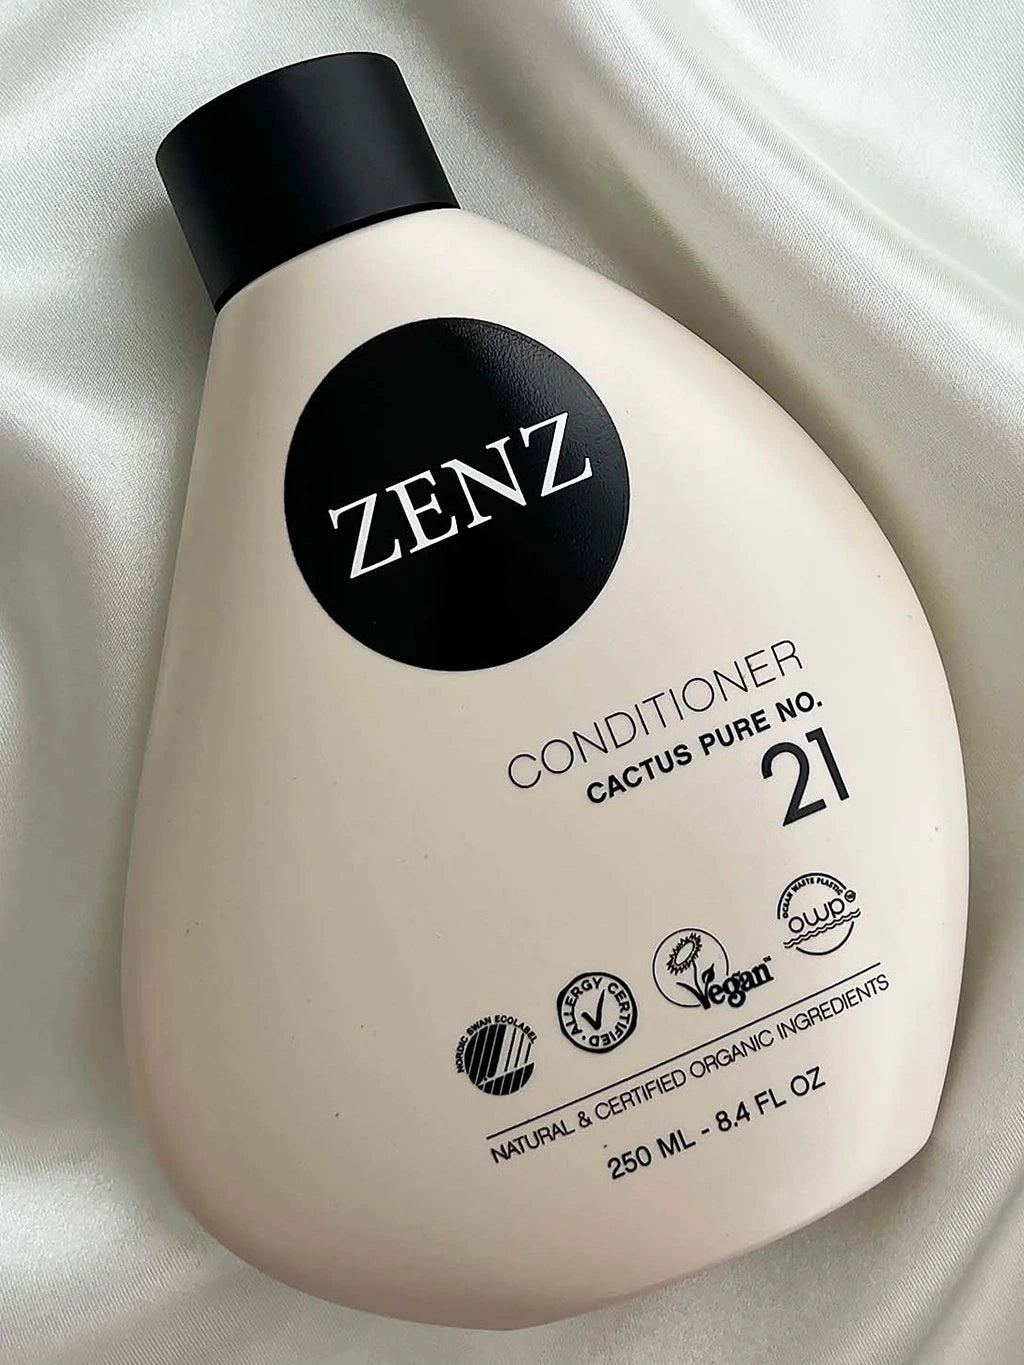 ZENZ
CONDITIONER
CACTUS PURE NO.
21
NORDIC SWAN ECOLABEL
ALLERGY CERTIFIED
Vegan™
OCEAN WASTE PLASTIC
owp
NATURAL & CERTIFIED ORGANIC INGREDIENTS
250 ML - 8.4 FL OZ